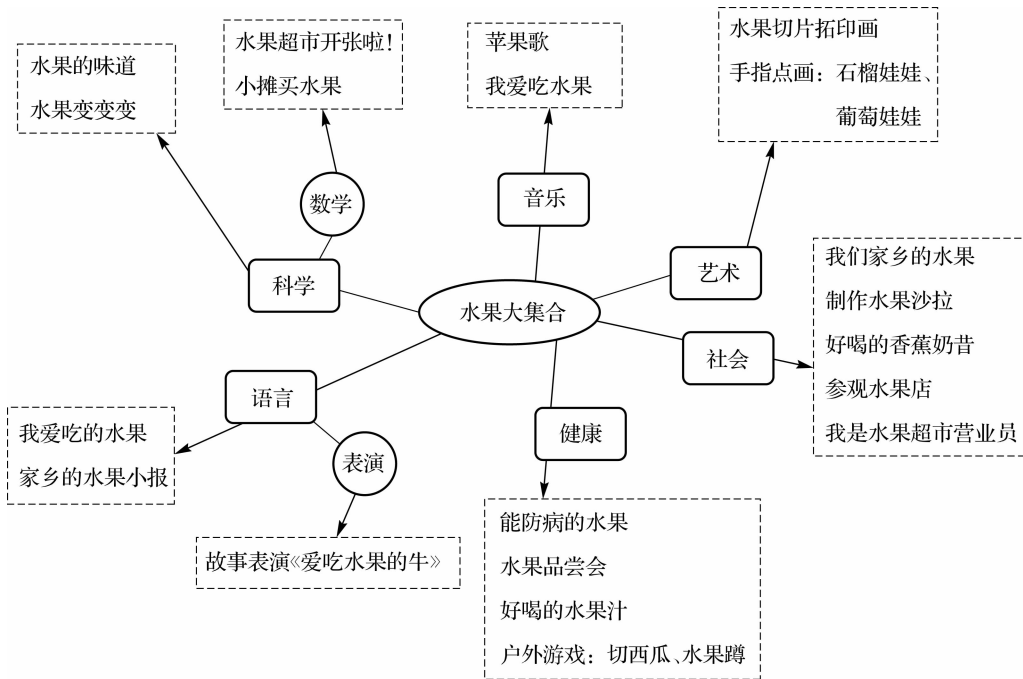 水果的味道
水果变变变
水果超市开张啦！
小摊买水果
苹果歌
我爱吃水果
水果切片拓印画
手指点画：石榴娃娃、
葡萄娃娃
数学
音乐
科学
艺术
水果大集合
我们家乡的水果
制作水果沙拉
好喝的香蕉奶昔
参观水果店
我是水果超市营业员
社会
语言
健康
表演
我爱吃的水果
家乡的水果小报
故事表演《爱吃水果的牛》
能防病的水果
水果品尝会
好喝的水果汁
户外游戏：切西瓜、水果蹲